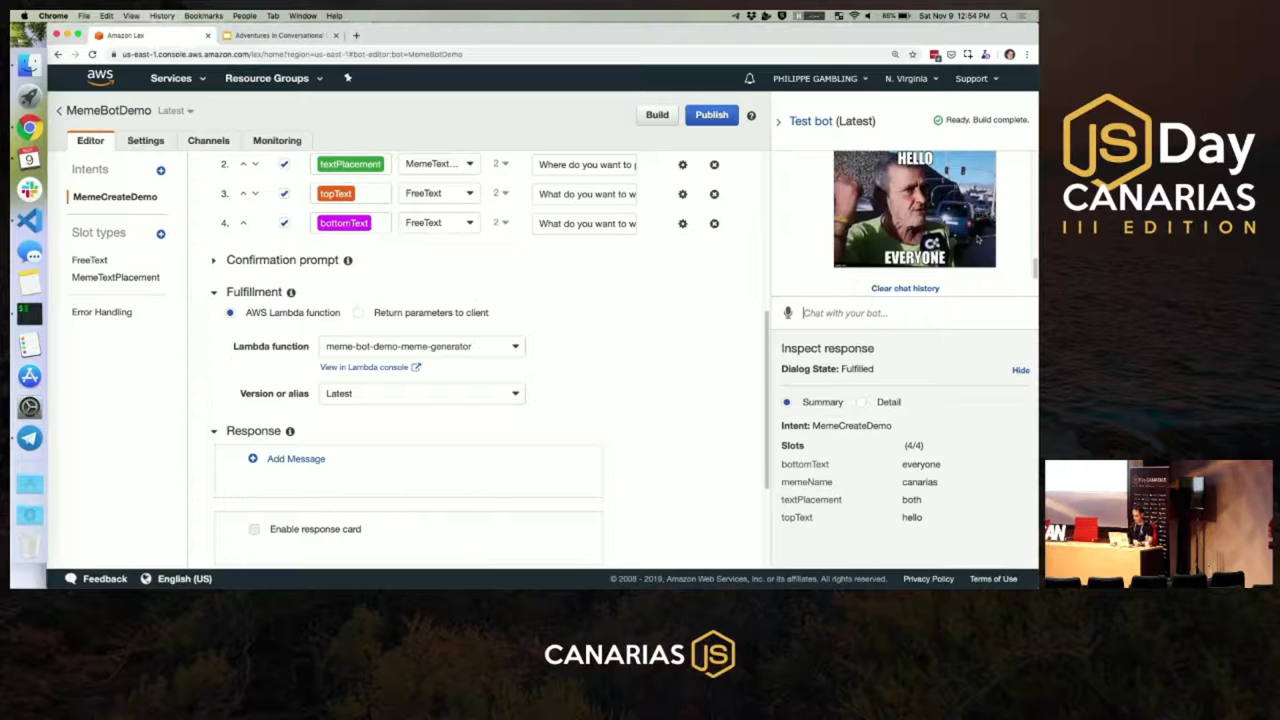 Chrome File Edit View History Bookmarks People Tab Window Help
Sat Nov 9 12:54 PM
Amazon Lex
Adventures in Conversational
us-east-1.console.aws.amazon.com/lex/home?region=us-east-1#bot-editor:bot=MemeBotDemo
aws Services Resource Groups
PHILIPPE GAMBLING N. Virginia Support
MemeBotDemo Latest
Build Publish
Test bot (Latest) Ready. Build complete.
Editor Settings Channels Monitoring
Intents
MemeCreateDemo
Slot types
FreeText
MemeTextPlacement
Error Handling
2. textPlacement MemeText... 2 Where do you want to
3. topText FreeText 2 What do you want to w
4. bottomText FreeText 2 What do you want to w
Confirmation prompt
Fulfillment
AWS Lambda function Return parameters to client
Lambda function meme-bot-demo-meme-generator
View in Lambda console
Version or alias Latest
Response
Add Message
Enable response card
HELLO
EVERYONE
Clear chat history
Chat with your bot...
Inspect response
Dialog State: Fulfilled Hide
Summary Detail
Intent: MemeCreateDemo
Slots (4/4)
bottomText everyone
memeName canarias
textPlacement both
topText hello
Feedback English (US)
© 2008 - 2019, Amazon Web Services, Inc. or its affiliates. All rights reserved. Privacy Policy Terms of Use
JS Day
CANARIAS
III EDITION
CANARIAS JS